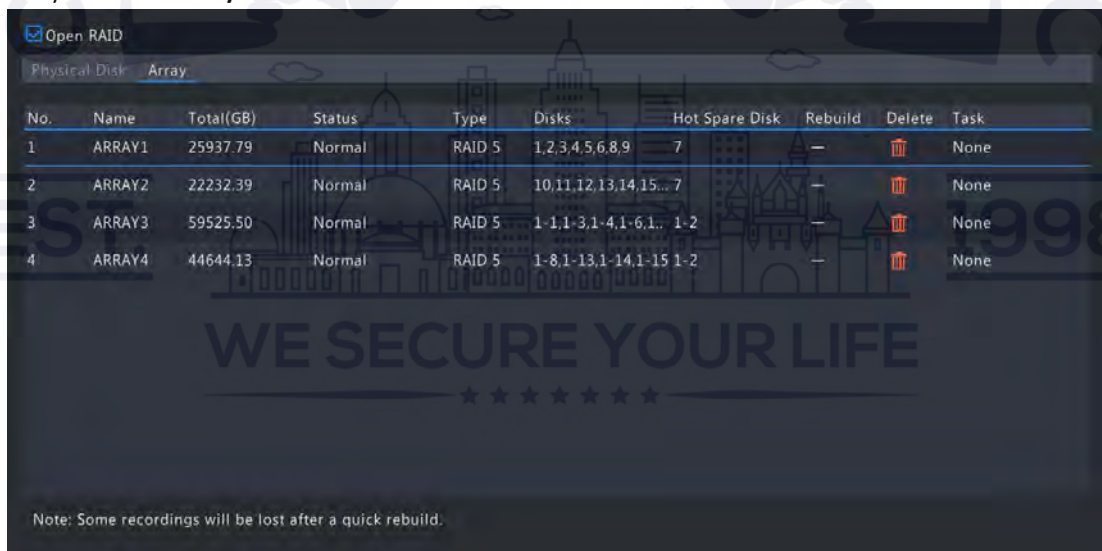 Open RAID
Physical Disk Array
No. Name Total(GB) Status Type Disks Hot Spare Disk Rebuild Delete Task
1 ARRAY1 25937.79 Normal RAID 5 1,2,3,4,5,6,8,9 7 — None
2 ARRAY2 22232.39 Normal RAID 5 10,11,12,13,14,15... 7 — None
3 ARRAY3 59525.50 Normal RAID 5 1-1,1-3,1-4,1-6,1.. 1-2 — None
4 ARRAY4 44644.13 Normal RAID 5 1-8,1-13,1-14,1-15 1-2 — None
EST. 1998
WE SECURE YOUR LIFE
Note: Some recordings will be lost after a quick rebuild.